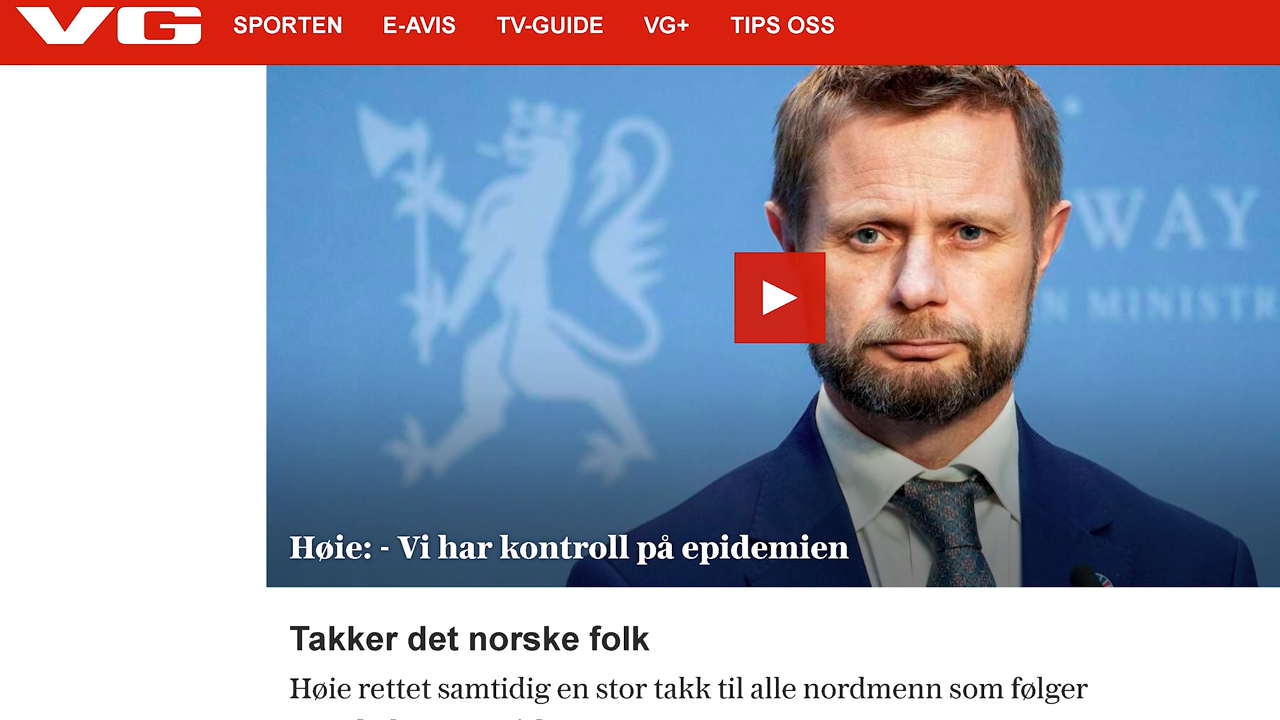 VG SPORTEN E-AVIS TV-GUIDE VG+ TIPS OSS
WAY
N MINISTR
Høie: - Vi har kontroll på epidemien
Takker det norske folk
Høie rettet samtidig en stor takk til alle nordmenn som følger